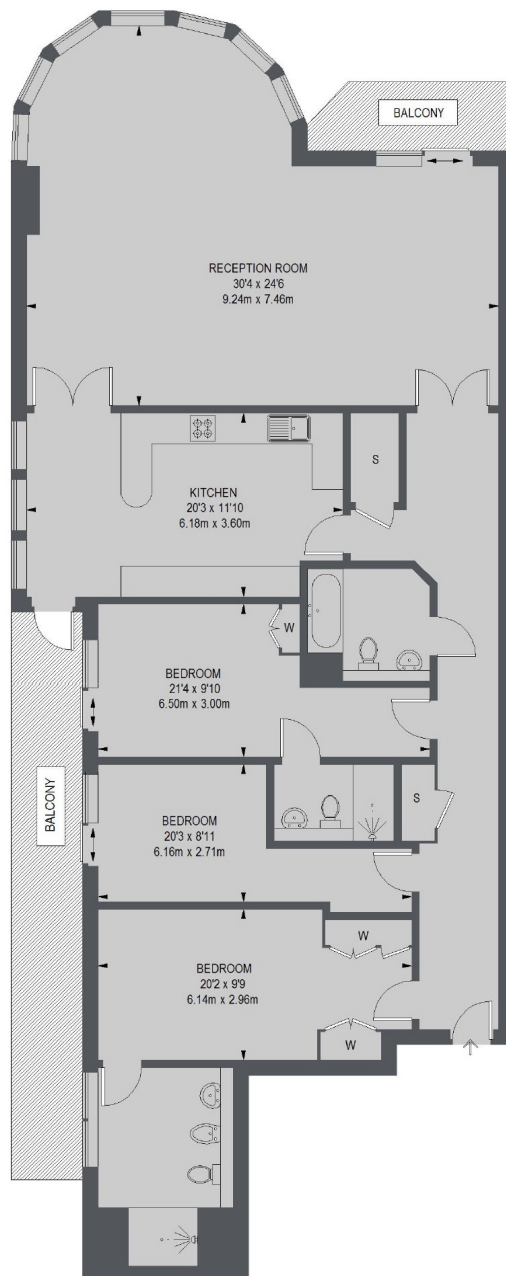 BALCONY
RECEPTION ROOM
30'4 x 24'6
9.24m x 7.46m
S
KITCHEN
20'3 x 11'10
6.18m x 3.60m
W
BEDROOM
21'4 x 9'10
6.50m x 3.00m
BALCONY
S
BEDROOM
20'3 x 8'11
6.16m x 2.71m
W
BEDROOM
20'2 x 9'9
6.14m x 2.96m
W